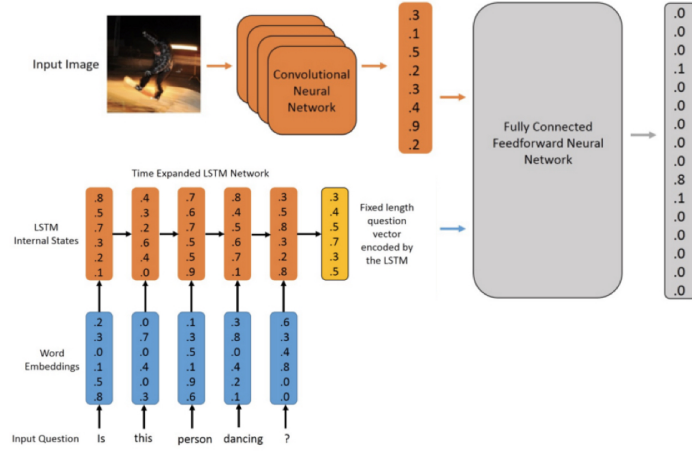 Input Image
Convolutional
Neural
Network
.3
.1
.5
.2
.3
.4
.9
.2
Fully Connected
Feedforward Neural
Network
.0
.0
.0
.1
.0
.0
.0
.0
.0
.8
.1
.0
.0
.0
.0
.0
Time Expanded LSTM Network
LSTM
Internal States
.8 .4 .7 .8 .3 .3
.5 .3 .6 .4 .5 .4
.7 .2 .7 .5 .8 .5
.3 .6 .5 .6 .3 .7
.2 .4 .5 .7 .2 .3
.1 .0 .9 .1 .8 .5
Fixed length
question
vector
encoded by
the LSTM
Word
Embeddings
.2 .0 .1 .3 .6
.3 .7 .3 .8 .3
.0 .0 .5 .0 .4
.1 .4 .1 .4 .8
.5 .0 .9 .2 .0
.8 .3 .6 .1 .0
Input Question Is this person dancing ?